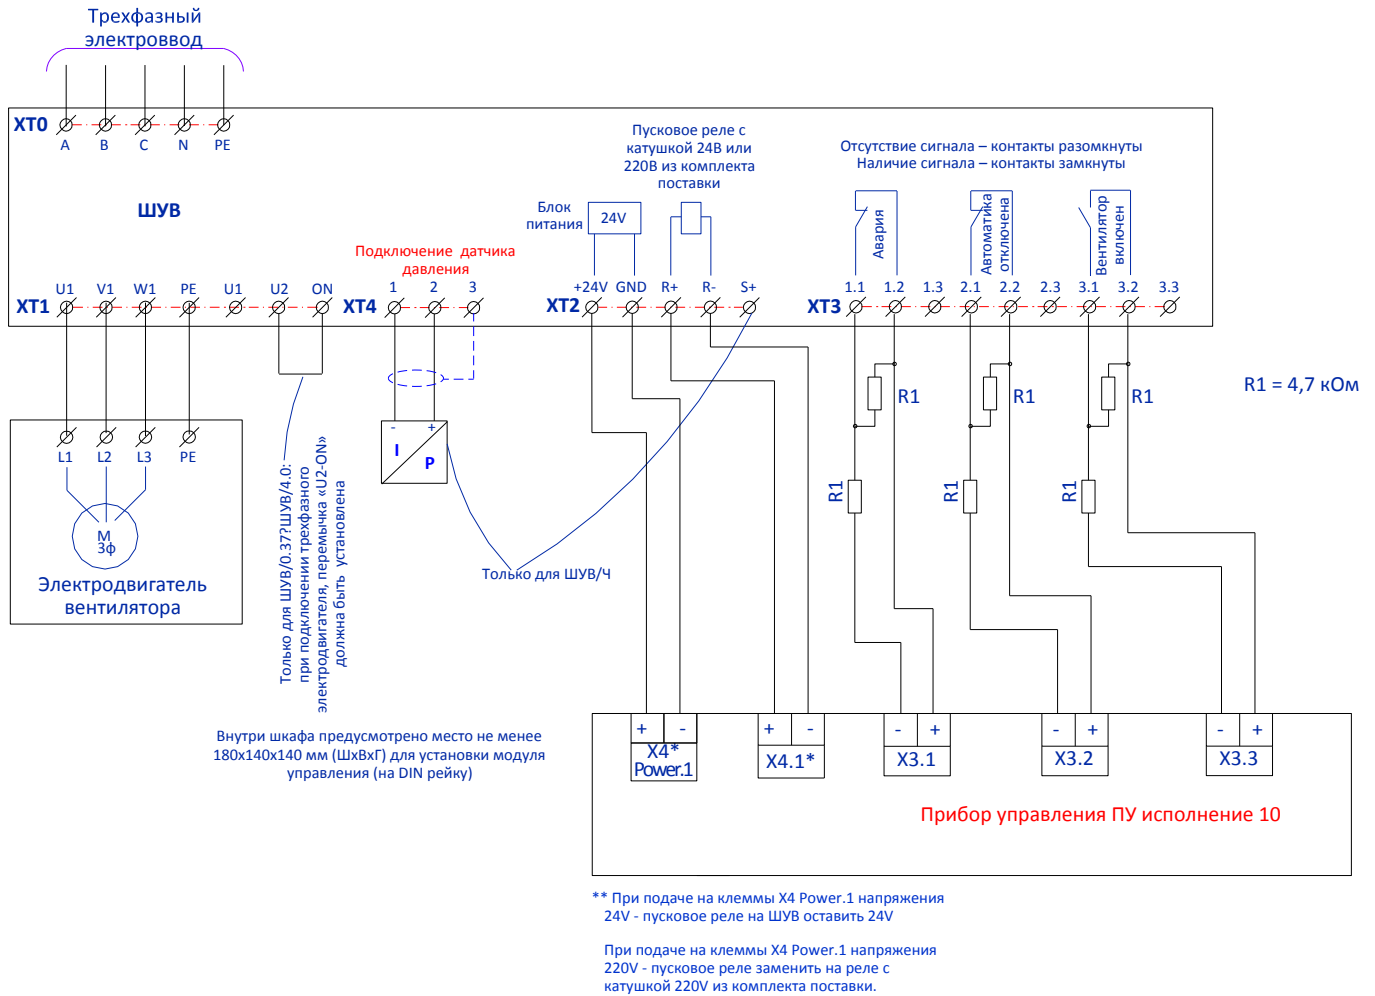 Трехфазный
электроввод
XT0
A
B
C
N
PE
ШУВ
Пусковое реле с
катушкой 24В или
220В из комплекта
поставки
Блок
питания
24V
Отсутствие сигнала – контакты разомкнуты
Наличие сигнала – контакты замкнуты
Авария
Автоматика
отключена
Вентилятор
включен
Подключение датчика
давления
XT1
U1
V1
W1
PE
U1
U2
ON
XT4
1
2
3
XT2
+24V
GND
R+
R-
S+
XT3
1.1
1.2
1.3
2.1
2.2
2.3
3.1
3.2
3.3
R1
R1
R1
R1 = 4,7 кОм
R1
R1
R1
L1
L2
L3
PE
М
3ф
Электродвигатель
вентилятора
-
+
I
P
Только для ШУВ/0.37?ШУВ/4.0:
при подключении трехфазного
электродвигателя, перемычка «U2-ON»
должна быть установлена
Только для ШУВ/Ч
Внутри шкафа предусмотрено место не менее
180х140х140 мм (ШхВхГ) для установки модуля
управления (на DIN рейку)
+ -
X4*
Power.1
+ -
X4.1*
- +
X3.1
- +
X3.2
- +
X3.3
Прибор управления ПУ исполнение 10
** При подаче на клеммы X4 Power.1 напряжения
24V - пусковое реле на ШУВ оставить 24V
При подаче на клеммы X4 Power.1 напряжения
220V - пусковое реле заменить на реле с
катушкой 220V из комплекта поставки.